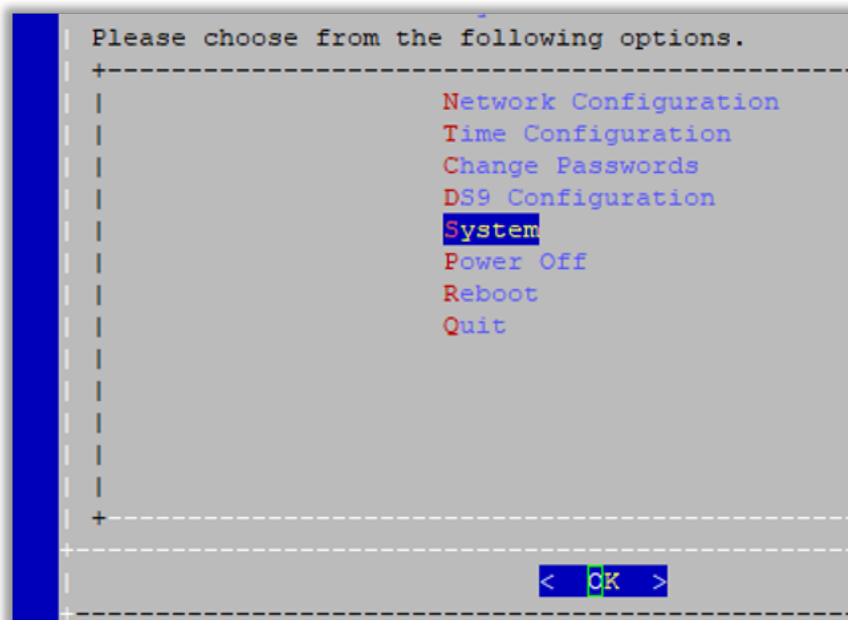 Please choose from the following options.
Network Configuration
Time Configuration
Change Passwords
DS9 Configuration
System
Power Off
Reboot
Quit
< OK >